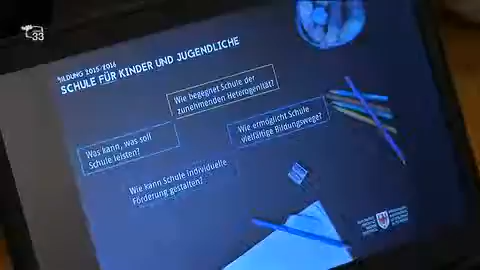 33
BILDUNG 2015/2016
SCHULE FÜR KINDER UND JUGENDLICHE
Wie begegnet Schule der
zunehmenden Heterogenität?
Was kann, was soll
Schule leisten?
Wie ermöglicht Schule
vielfältige Bildungswege?
Wie kann Schule individuelle
Förderung gestalten?